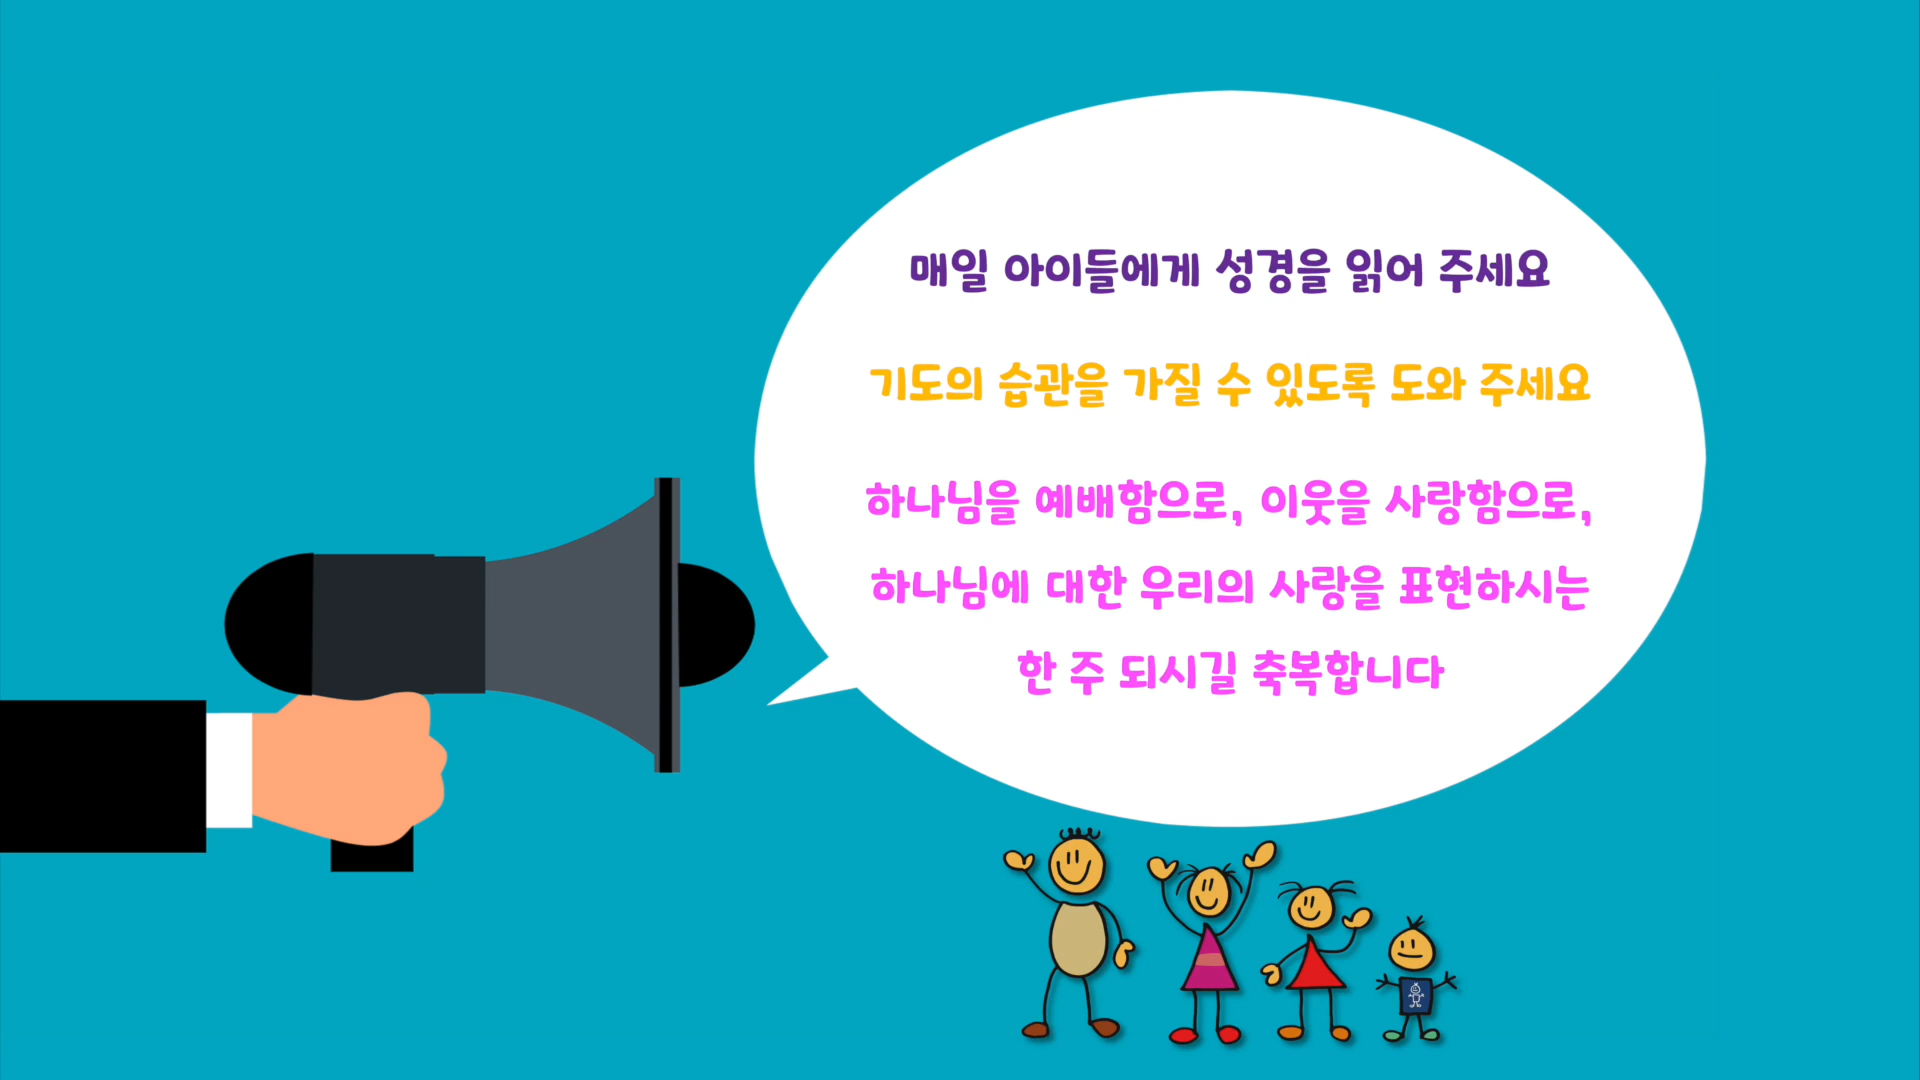 매일 아이들에게 성경을 읽어 주세요
기도의 습관을 가질 수 있도록 도와 주세요
하나님을 예배함으로, 이웃을 사랑함으로,
하나님에 대한 우리의 사랑을 표현하시는
한 주 되시길 축복합니다